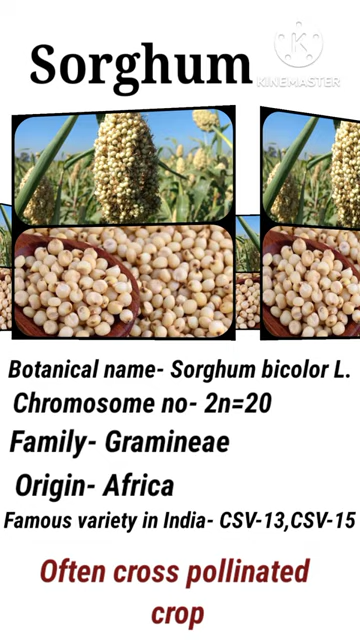 Sorghum
KINEMASTER
Botanical name- Sorghum bicolor L.
Chromosome no- 2n=20
Family- Gramineae
Origin- Africa
Famous variety in India- CSV-13,CSV-15
Often cross pollinated
crop